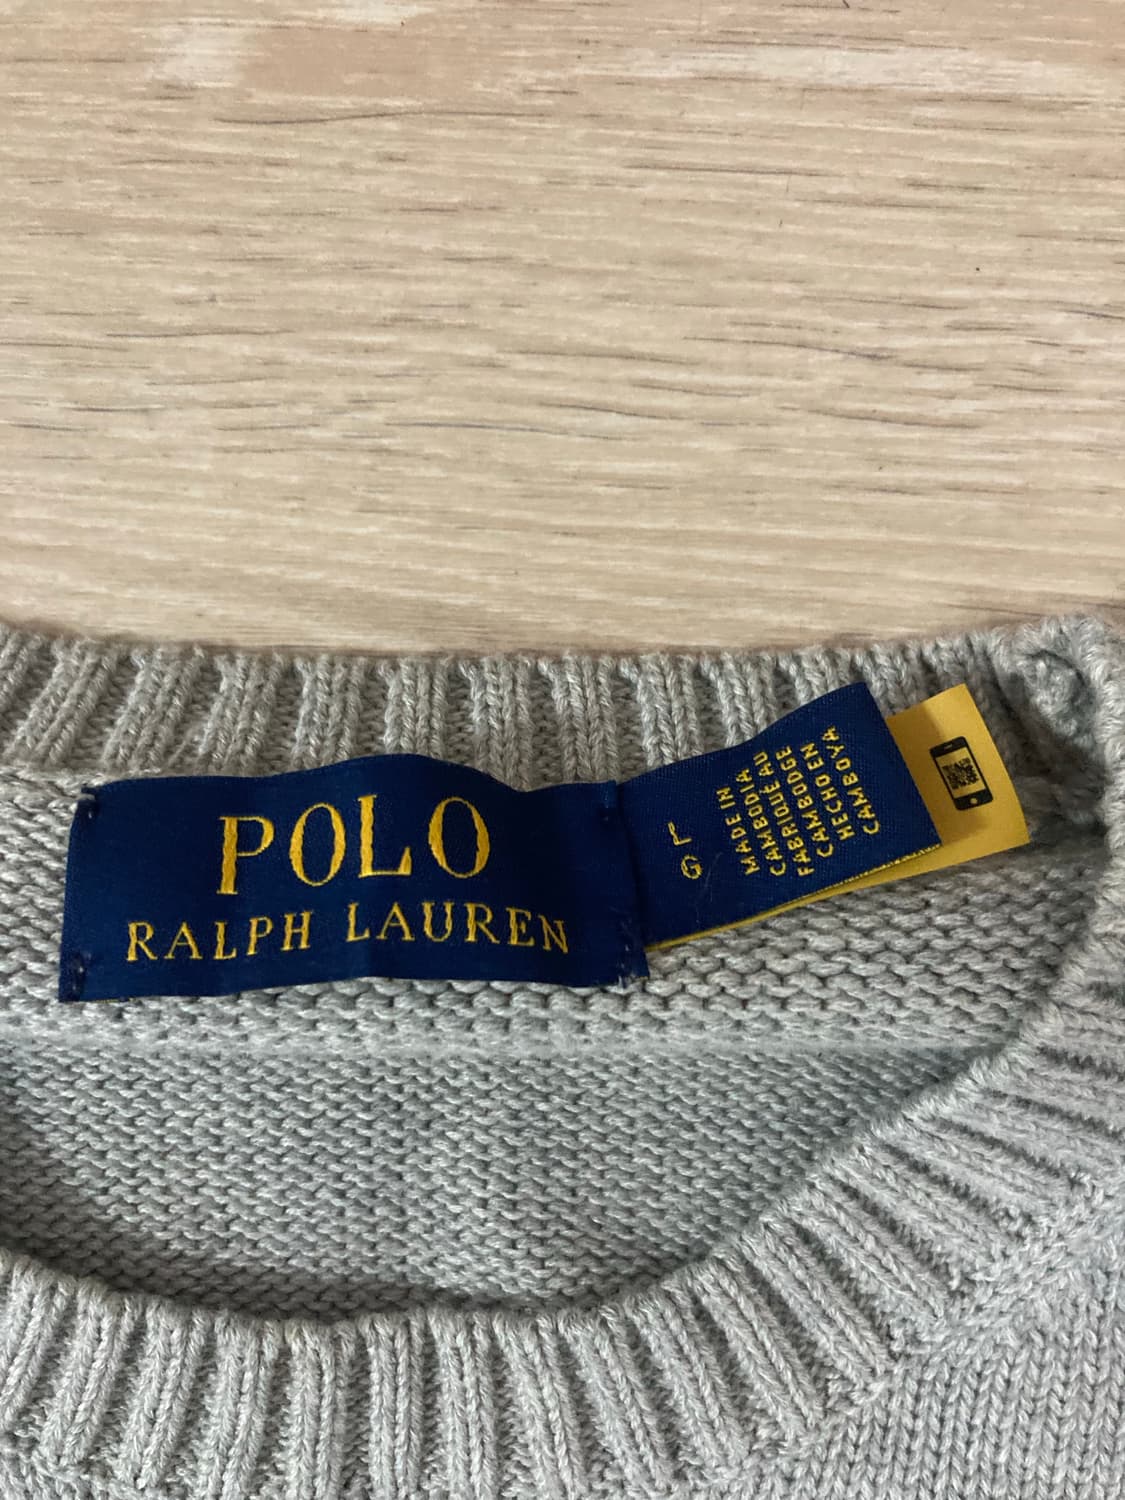 POLO
RALPH LAUREN
L G
MADE IN
CAMBODIA
FABRIQUÉ AU
CAMBODGE
HECHO EN
CAMBOYA